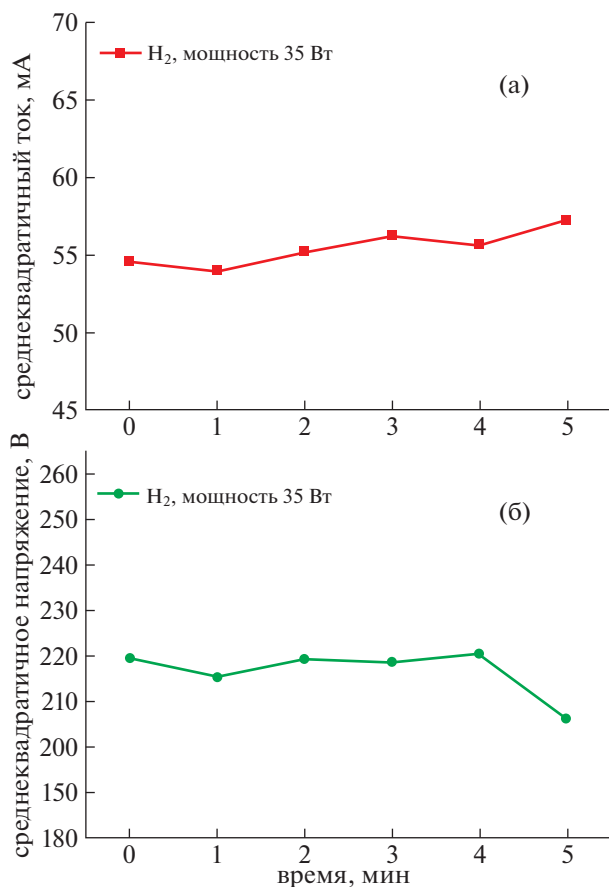 70
H₂, мощность 35 Вт
(а)
65
60
55
50
45
среднеквадратичный ток, мА
0 1 2 3 4 5
260
H₂, мощность 35 Вт
(б)
250
240
230
220
210
200
150
180
среднеквадратичное напряжение, В
0 1 2 3 4 5
время, мин